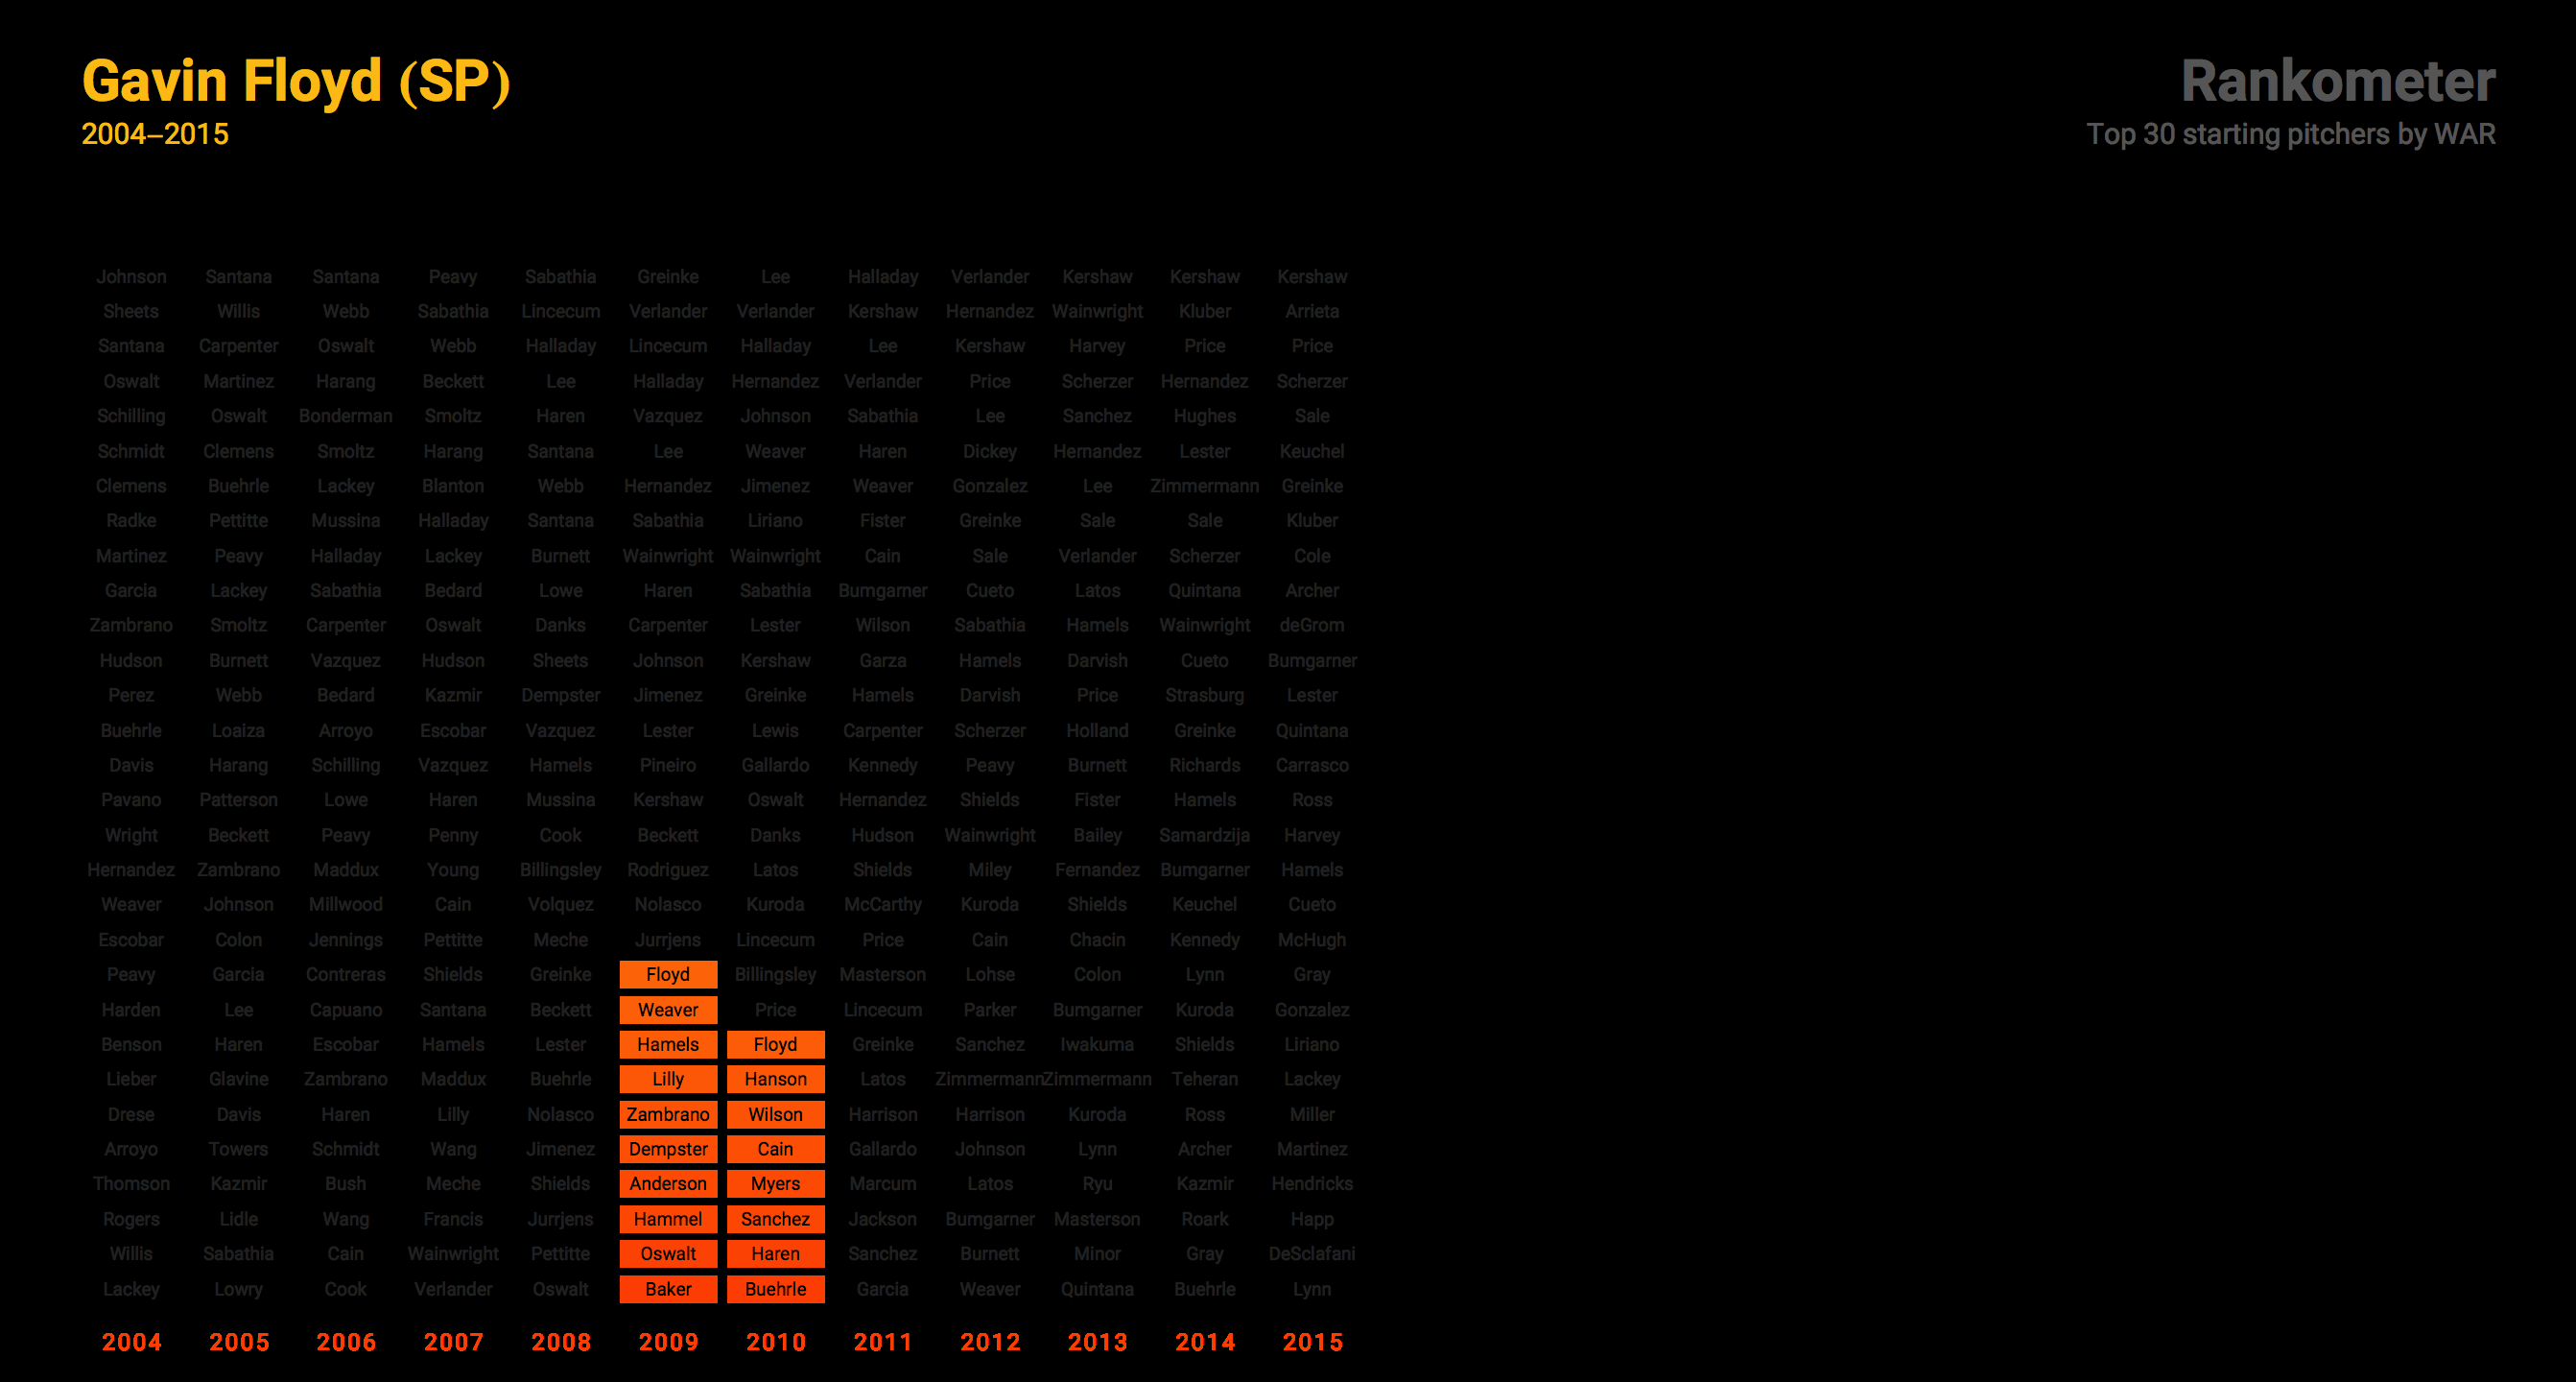 Gavin Floyd (SP)
2004–2015
Rankometer
Top 30 starting pitchers by WAR
Johnson Santana Santana Peavy Sabathia Greinke Lee Halladay Verlander Kershaw Kershaw Kershaw
Sheets Willis Webb Sabathia Lincecum Verlander Verlander Kershaw Hernandez Wainwright Kluber Arrieta
Santana Carpenter Oswalt Webb Halladay Lincecum Halladay Lee Kershaw Harvey Price Price
Oswalt Martinez Harang Beckett Lee Halladay Hernandez Verlander Price Scherzer Hernandez Scherzer
Schilling Oswalt Bonderman Smoltz Haren Vazquez Johnson Sabathia Lee Sanchez Hughes Sale
Schmidt Clemens Smoltz Harang Santana Lee Weaver Haren Dickey Hernandez Lester Keuchel
Clemens Buehrle Lackey Blanton Webb Hernandez Jimenez Weaver Gonzalez Lee Zimmermann Greinke
Radke Pettitte Mussina Halladay Santana Sabathia Liriano Fister Greinke Sale Sale Kluber
Martinez Peavy Halladay Lackey Burnett Wainwright Wainwright Cain Sale Verlander Scherzer Cole
Garcia Lackey Sabathia Bedard Lowe Haren Sabathia Bumgarner Cueto Latos Quintana Archer
Zambrano Smoltz Carpenter Oswalt Danks Carpenter Lester Wilson Sabathia Hamels Wainwright deGrom
Hudson Burnett Vazquez Hudson Sheets Johnson Kershaw Garza Hamels Darvish Cueto Bumgarner
Perez Webb Bedard Kazmir Dempster Jimenez Greinke Hamels Darvish Price Strasburg Lester
Buehrle Loaiza Arroyo Escobar Vazquez Lester Lewis Carpenter Scherzer Holland Greinke Quintana
Davis Harang Schilling Vazquez Hamels Pineiro Gallardo Kennedy Peavy Burnett Richards Carrasco
Pavano Patterson Lowe Haren Mussina Kershaw Oswalt Hernandez Shields Fister Hamels Ross
Wright Beckett Peavy Penny Cook Beckett Danks Hudson Wainwright Bailey Samardzija Harvey
Hernandez Zambrano Maddux Young Billingsley Rodriguez Latos Shields Miley Fernandez Bumgarner Hamels
Weaver Johnson Millwood Cain Volquez Nolasco Kuroda McCarthy Kuroda Shields Keuchel Cueto
Escobar Colon Jennings Pettitte Meche Jurrjens Lincecum Price Cain Chacin Kennedy McHugh
Peavy Garcia Contreras Shields Greinke Floyd Billingsley Masterson Lohse Colon Lynn Gray
Harden Lee Capuano Santana Beckett Weaver Price Lincecum Parker Bumgarner Kuroda Gonzalez
Benson Haren Escobar Hamels Lester Hamels Floyd Greinke Sanchez Iwakuma Shields Liriano
Lieber Glavine Zambrano Maddux Buehrle Lilly Hanson Latos Zimmermann Zimmermann Teheran Lackey
Drese Davis Haren Lilly Nolasco Zambrano Wilson Harrison Harrison Kuroda Ross Miller
Arroyo Towers Schmidt Wang Jimenez Dempster Cain Gallardo Johnson Lynn Archer Martinez
Thomson Kazmir Bush Meche Shields Anderson Myers Marcum Latos Ryu Kazmir Hendricks
Rogers Lidle Wang Francis Jurrjens Hammel Sanchez Jackson Bumgarner Masterson Roark Happ
Willis Sabathia Cain Wainwright Pettitte Oswalt Haren Sanchez Burnett Minor Gray DeSclafani
Lackey Lowry Cook Verlander Oswalt Baker Buehrle Garcia Weaver Quintana Buehrle Lynn
2004 2005 2006 2007 2008 2009 2010 2011 2012 2013 2014 2015